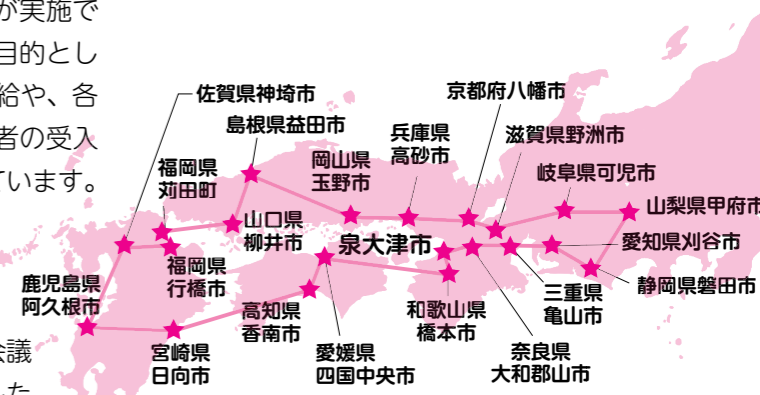 が実施で
目的とし
給や、各
者の受入
ています。
会議
した
佐賀県神埼市
島根県益田市
福岡県
苅田町
岡山県
玉野市
兵庫県
高砂市
京都府八幡市
滋賀県野洲市
岐阜県可児市
山梨県甲府市
山口県
柳井市
泉大津市
愛知県刈谷市
福岡県
行橋市
鹿児島県
阿久根市
高知県
香南市
和歌山県
橋本市
三重県
亀山市
静岡県磐田市
宮崎県
日向市
愛媛県
四国中央市
奈良県
大和郡山市